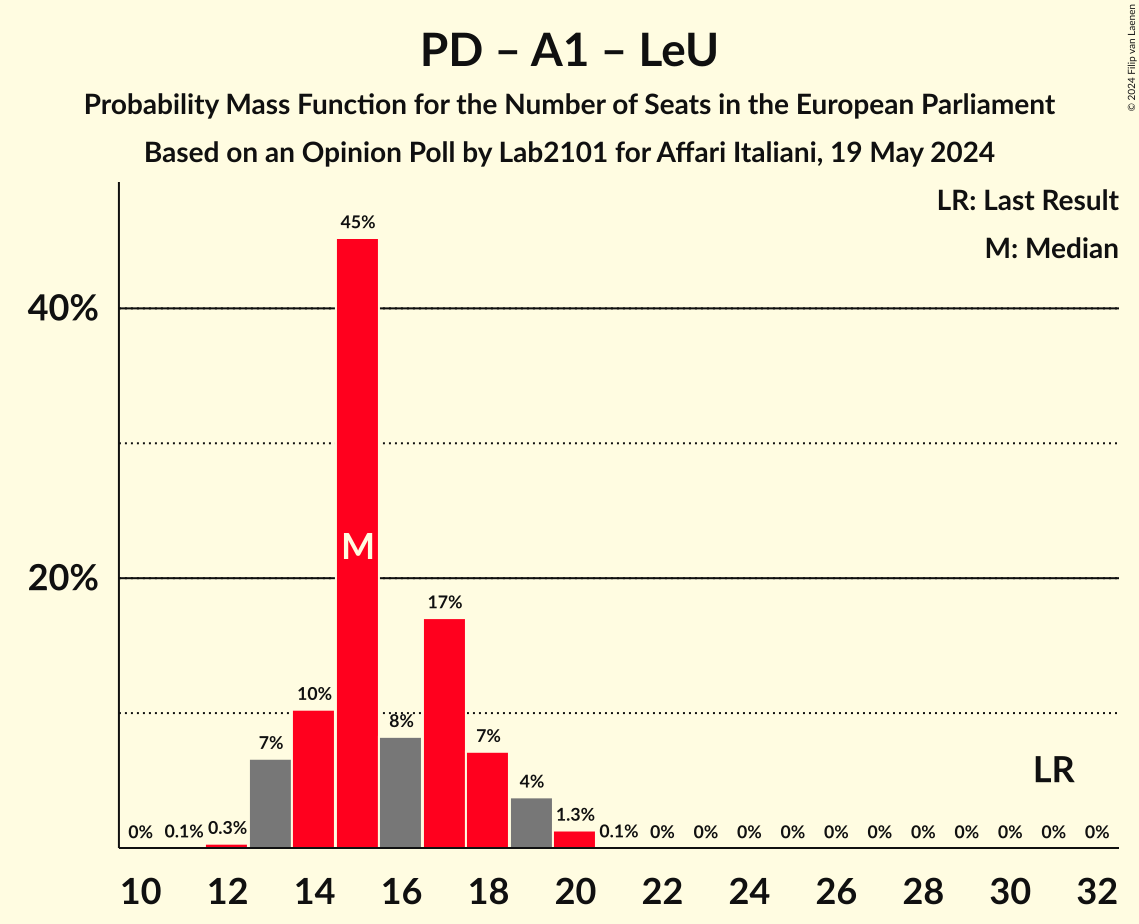 PD – A1 – LeU
Probability Mass Function for the Number of Seats in the European Parliament
Based on an Opinion Poll by Lab2101 for Affari Italiani, 19 May 2024
© 2024 Filip van Laenen
LR: Last Result
M: Median
45%
40%
M
20%
17%
10%
8%
7%
7%
4%
LR
1.3%
0% 0.1% 0.3% 0.1% 0% 0% 0% 0% 0% 0% 0% 0% 0% 0% 0%
10 12 14 16 18 20 22 24 26 28 30 32